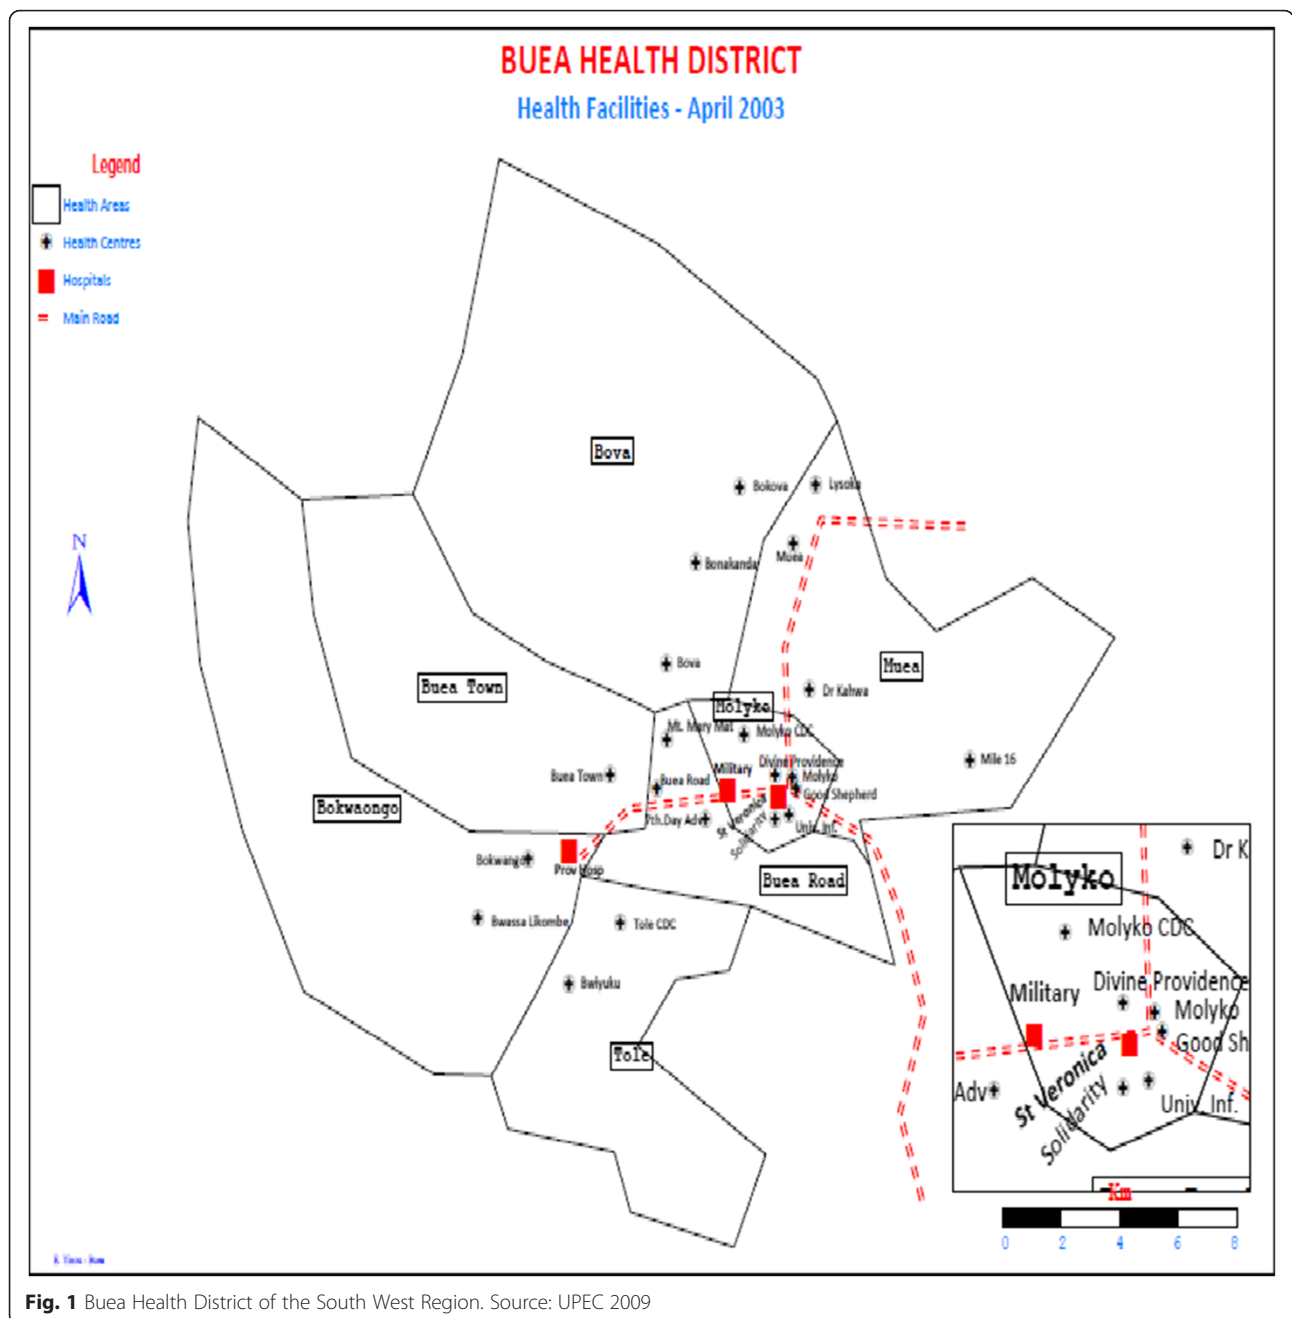 BUEA HEALTH DISTRICT
Health Facilities - April 2003
Legend
Health Areas
Health Centres
Hospitals
Main Road
N
Bova
Bokova
Lysoka
Muea
Bonakanda
Bova
Muea
Buea Town
Dr Kahwa
Molyko
Mt. Mary Mat
Molyko CDC
Divine Providence
Mile 16
Military
Buea Town
Buea Road
Molyko
Good Shepherd
Bokwaongo
7th.Day Adv
St Veronica
Solidarity
Univ. Inf.
Bokwango
Prov Hosp
Buea Road
Bwassa Likombe
Tole CDC
Bwiyuku
Tole
Molyko
Dr K
Molyko CDC
Divine Providence
Military
Molyko
Good Sh
Adv
St Veronica
Solidarity
Univ. Inf.
Km
0 2 4 6 8
Fig. 1 Buea Health District of the South West Region. Source: UPEC 2009